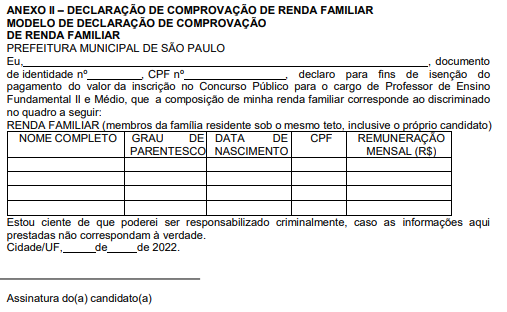 ANEXO II – DECLARAÇÃO DE COMPROVAÇÃO DE RENDA FAMILIAR
MODELO DE DECLARAÇÃO DE COMPROVAÇÃO
DE RENDA FAMILIAR
PREFEITURA MUNICIPAL DE SÃO PAULO
Eu,_______________________________________________, documento
de identidade nº_________, CPF nº________________, declaro para fins de isenção do
pagamento do valor da inscrição no Concurso Público para o cargo de Professor de Ensino
Fundamental II e Médio, que a composição de minha renda familiar corresponde ao discriminado
no quadro a seguir:
RENDA FAMILIAR (membros da família residente sob o mesmo teto, inclusive o próprio candidato)
NOME COMPLETO GRAU DE PARENTESCO DATA DE NASCIMENTO CPF REMUNERAÇÃO MENSAL (R$)
Estou ciente de que poderei ser responsabilizado criminalmente, caso as informações aqui
prestadas não correspondam à verdade.
Cidade/UF,_____de_____de 2022.
Assinatura do(a) candidato(a)